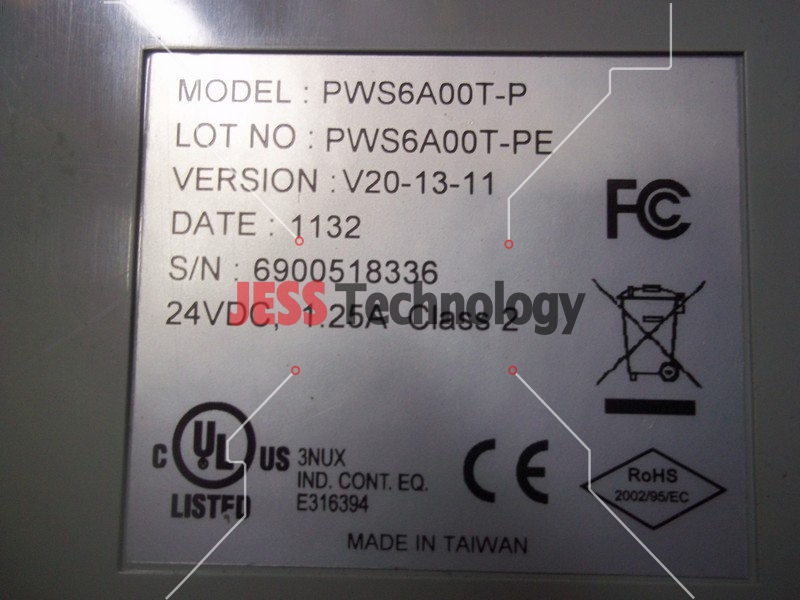 MODEL : PWS6A00T-P
LOT NO : PWS6A00T-PE
VERSION : V20-13-11
DATE : 1132
S/N : 6900518336
JESS Technology
24VDC, 1.25A Class 2
FC
C UL US
LISTED
3NUX
IND. CONT. EQ.
E316394
CE
RoHS
2002/95/EC
MADE IN TAIWAN